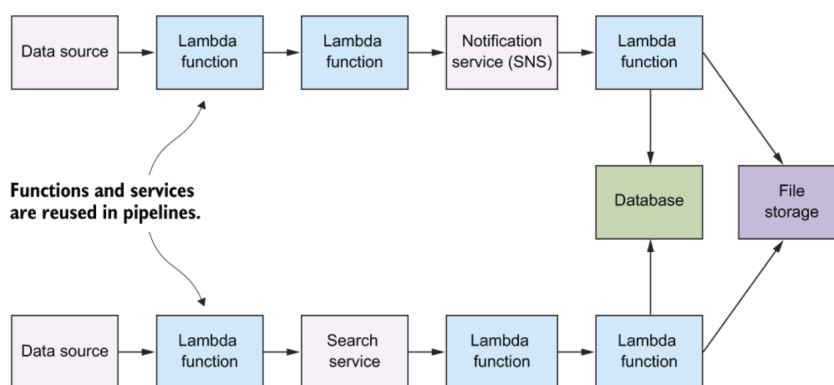 Data source
Lambda
function
Lambda
function
Notification
service (SNS)
Lambda
function
Functions and services
are reused in pipelines.
Database
File
storage
Data source
Lambda
function
Search
service
Lambda
function
Lambda
function